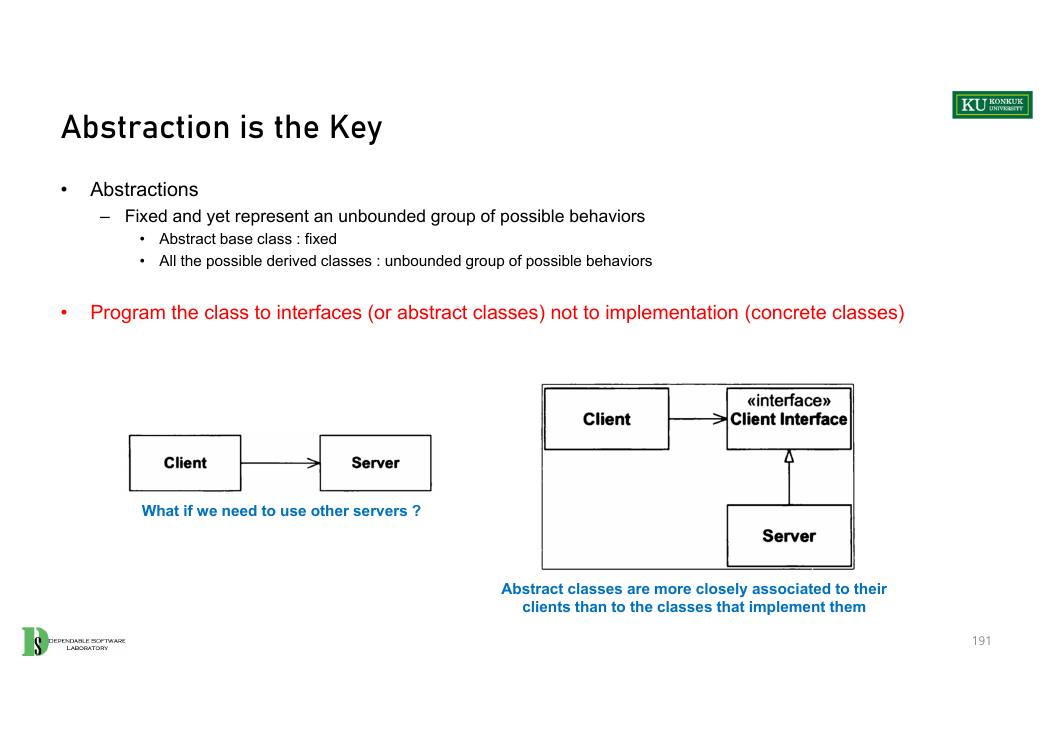 KU KONKUK
UNIVERSITY
Abstraction is the Key
• Abstractions
– Fixed and yet represent an unbounded group of possible behaviors
• Abstract base class : fixed
• All the possible derived classes : unbounded group of possible behaviors
• Program the class to interfaces (or abstract classes) not to implementation (concrete classes)
Client
Server
What if we need to use other servers ?
Client
«interface»
Client Interface
Server
Abstract classes are more closely associated to their
clients than to the classes that implement them
DS DEPENDABLE SOFTWARE
LABORATORY
191